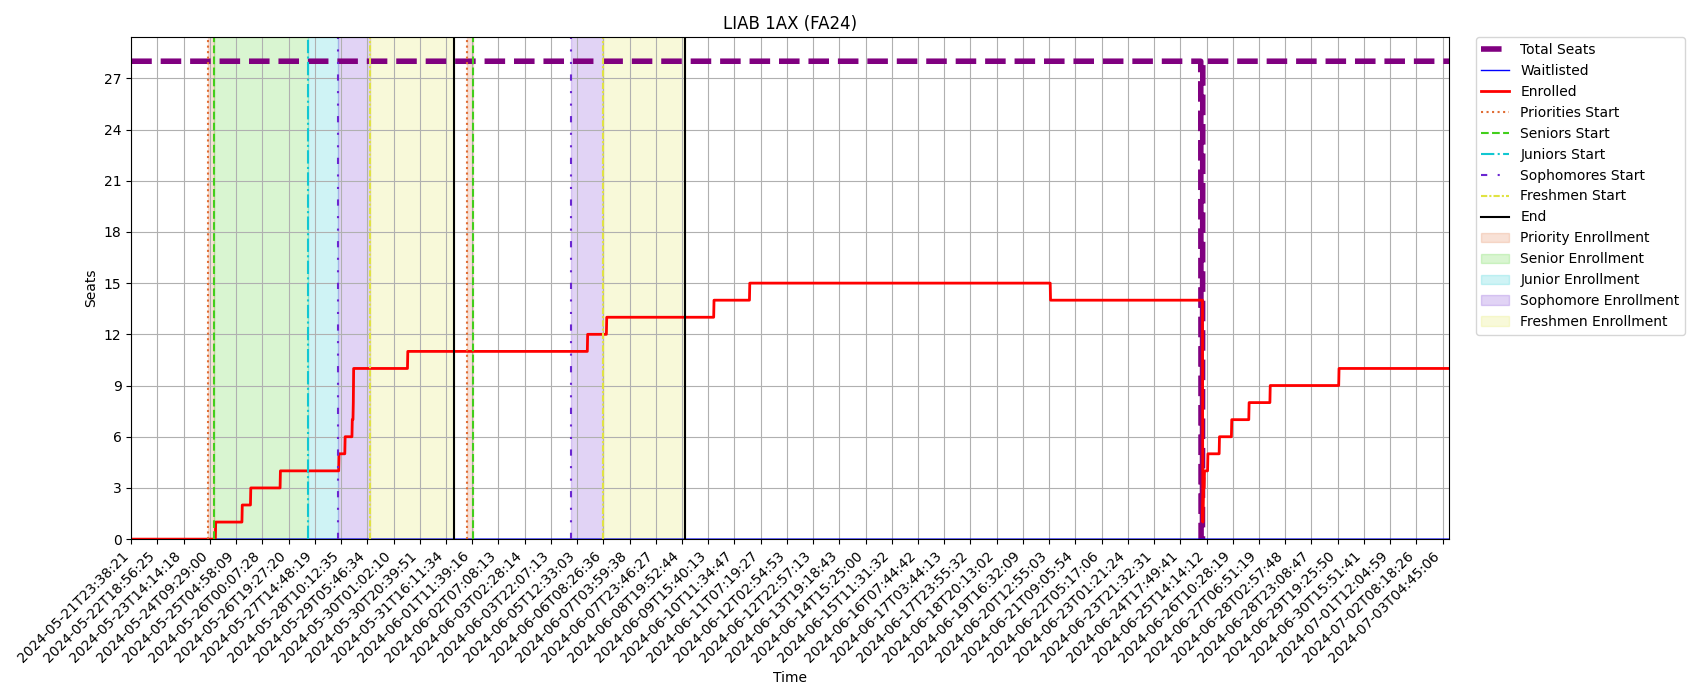 LIAB 1AX (FA24)
Seats
27
24
21
18
15
12
9
6
3
0
2024-05-21T23:38:21
2024-05-22T18:56:25
2024-05-23T14:14:18
2024-05-24T09:29:00
2024-05-25T04:58:09
2024-05-26T00:07:28
2024-05-26T19:27:20
2024-05-27T14:48:19
2024-05-28T10:12:35
2024-05-29T05:46:34
2024-05-30T01:02:10
2024-05-30T20:39:51
2024-05-31T16:11:34
2024-06-01T11:39:16
2024-06-02T07:08:13
2024-06-03T02:28:14
2024-06-03T22:07:13
2024-06-05T12:33:03
2024-06-06T08:26:36
2024-06-07T03:59:38
2024-06-07T23:46:27
2024-06-08T19:52:44
2024-06-09T15:40:13
2024-06-10T11:34:47
2024-06-11T07:19:27
2024-06-12T02:54:53
2024-06-12T22:57:13
2024-06-13T19:18:43
2024-06-14T15:25:00
2024-06-15T11:31:32
2024-06-16T07:44:42
2024-06-17T03:44:13
2024-06-17T23:55:32
2024-06-18T20:13:02
2024-06-19T16:32:09
2024-06-20T12:55:03
2024-06-21T09:05:54
2024-06-22T05:17:06
2024-06-23T01:21:24
2024-06-23T21:32:31
2024-06-24T17:49:41
2024-06-25T14:14:12
2024-06-26T10:28:19
2024-06-27T06:51:19
2024-06-28T02:57:48
2024-06-28T23:08:47
2024-06-29T19:25:50
2024-06-30T15:51:41
2024-07-01T12:04:59
2024-07-02T08:18:26
2024-07-03T04:45:06
Time
Total Seats
Waitlisted
Enrolled
Priorities Start
Seniors Start
Juniors Start
Sophomores Start
Freshmen Start
End
Priority Enrollment
Senior Enrollment
Junior Enrollment
Sophomore Enrollment
Freshmen Enrollment